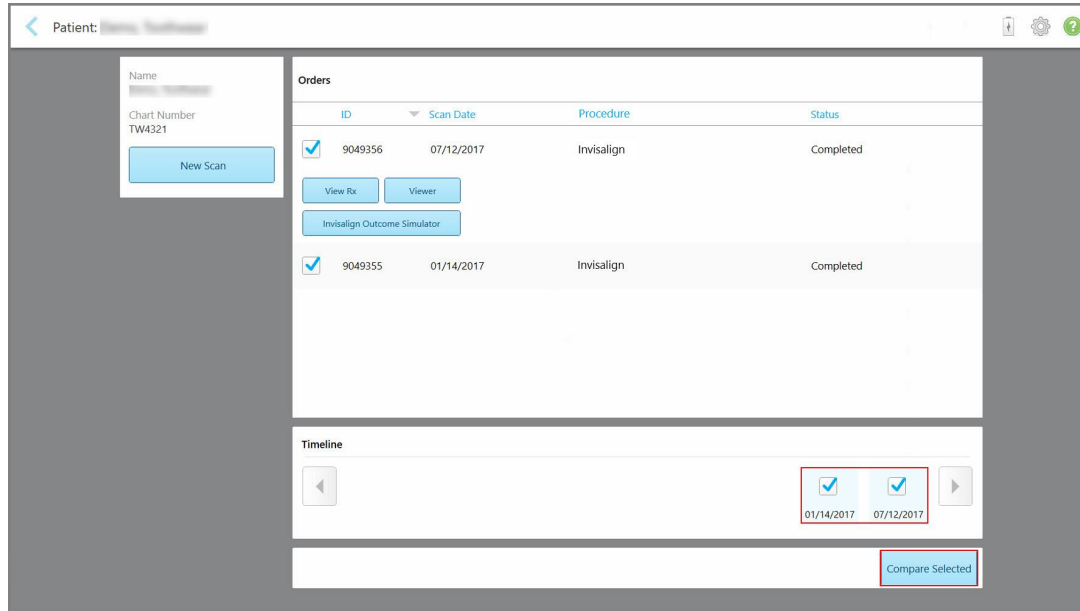 Patient:
Name
Chart Number
TW4321
New Scan
Orders
ID Scan Date Procedure Status
9049356 07/12/2017 Invisalign Completed
View Rx Viewer
Invisalign Outcome Simulator
9049355 01/14/2017 Invisalign Completed
Timeline
01/14/2017 07/12/2017
Compare Selected
?